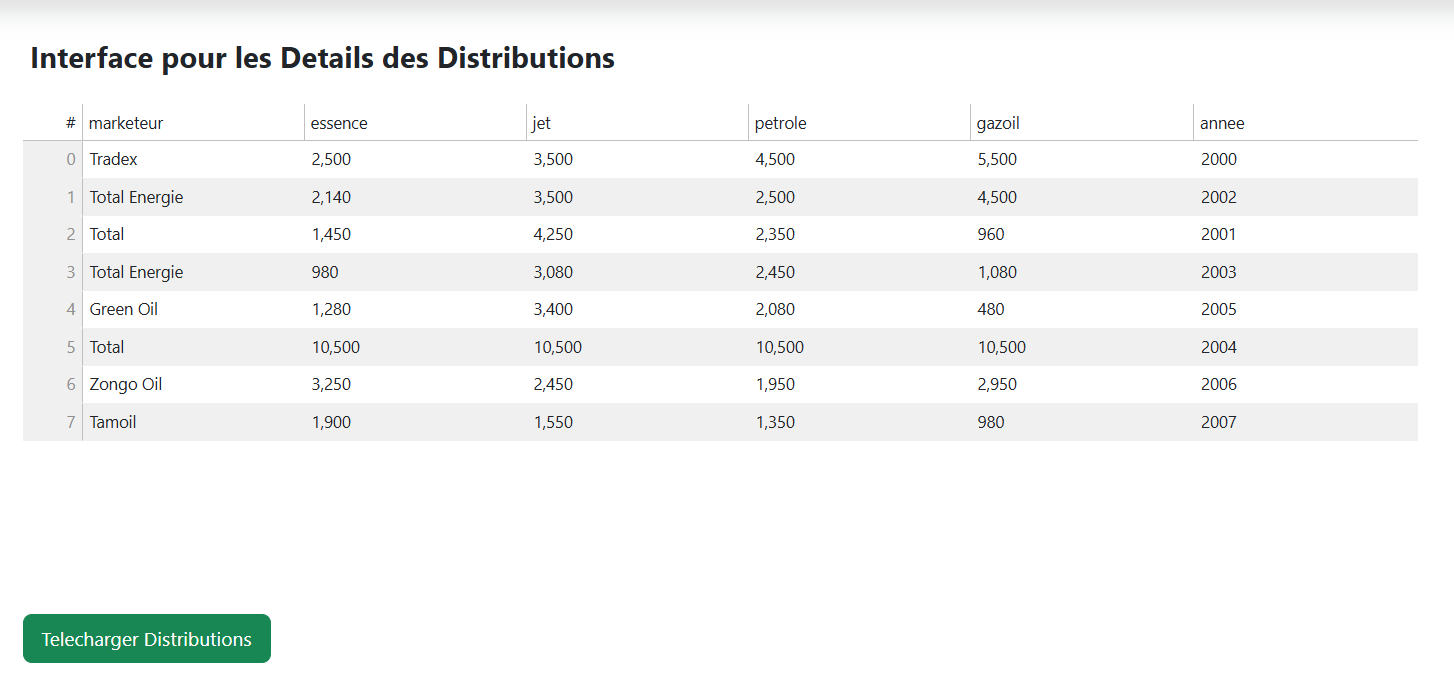 Interface pour les Details des Distributions
# marketeur essence jet petrole gazoil annee
0 Tradex 2,500 3,500 4,500 5,500 2000
1 Total Energie 2,140 3,500 2,500 4,500 2002
2 Total 1,450 4,250 2,350 960 2001
3 Total Energie 980 3,080 2,450 1,080 2003
4 Green Oil 1,280 3,400 2,080 480 2005
5 Total 10,500 10,500 10,500 10,500 2004
6 Zongo Oil 3,250 2,450 1,950 2,950 2006
7 Tamoil 1,900 1,550 1,350 980 2007
Telecharger Distributions